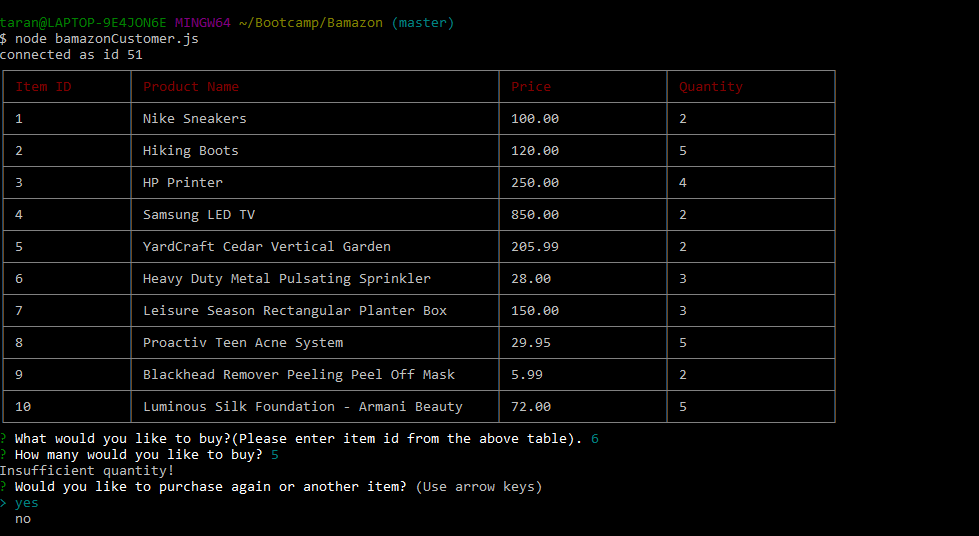 taran@LAPTOP-9E4JON6E MINGW64 ~/Bootcamp/Bamazon (master)
$ node bamazonCustomer.js
connected as id 51
Item ID Product Name Price Quantity
1 Nike Sneakers 100.00 2
2 Hiking Boots 120.00 5
3 HP Printer 250.00 4
4 Samsung LED TV 850.00 2
5 YardCraft Cedar Vertical Garden 205.99 2
6 Heavy Duty Metal Pulsating Sprinkler 28.00 3
7 Leisure Season Rectangular Planter Box 150.00 3
8 Proactiv Teen Acne System 29.95 5
9 Blackhead Remover Peeling Peel Off Mask 5.99 2
10 Luminous Silk Foundation - Armani Beauty 72.00 5
? What would you like to buy?(Please enter item id from the above table). 6
? How many would you like to buy? 5
Insufficient quantity!
? Would you like to purchase again or another item? (Use arrow keys)
> yes
no